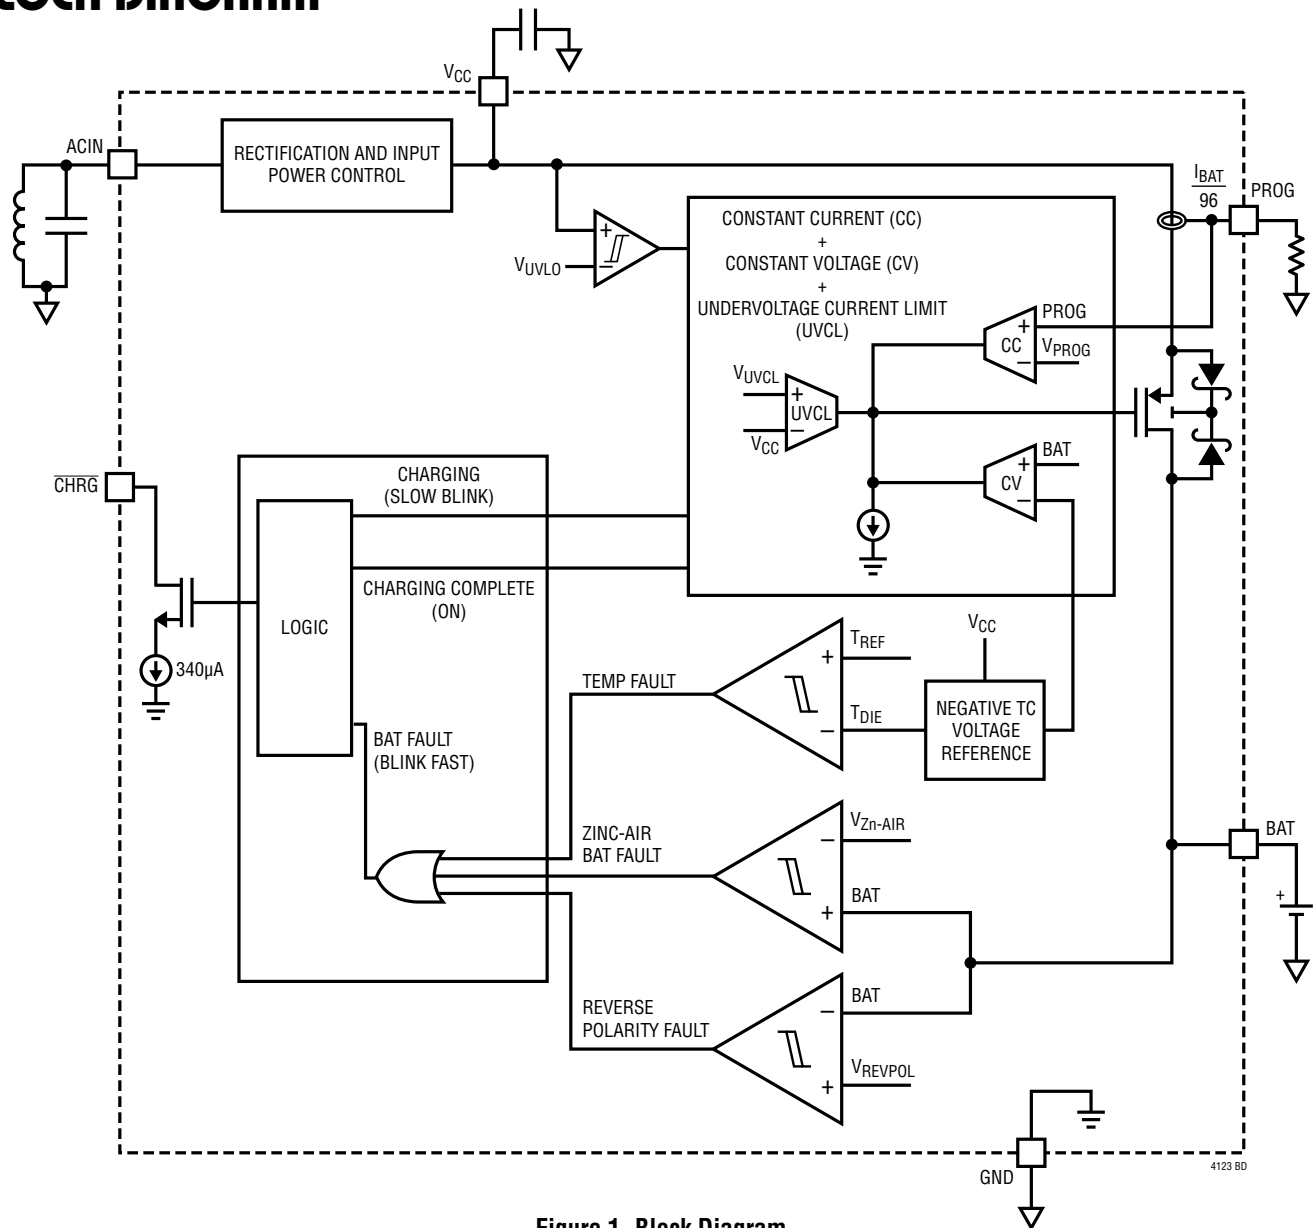 VCC
ACIN
RECTIFICATION AND INPUT
POWER CONTROL
IBAT
96
PROG
+
VUVLO
−
CONSTANT CURRENT (CC)
+
CONSTANT VOLTAGE (CV)
+
UNDERVOLTAGE CURRENT LIMIT
(UVCL)
PROG
+
CC
VPROG
−
VUVCL
+
UVCL
−
VCC
BAT
+
CV
−
CHRG
CHARGING
(SLOW BLINK)
CHARGING COMPLETE
(ON)
LOGIC
340µA
BAT FAULT
(BLINK FAST)
TEMP FAULT
TREF
+
TDIE
−
VCC
NEGATIVE TC
VOLTAGE
REFERENCE
ZINC-AIR
BAT FAULT
VZn-AIR
−
BAT
+
BAT
+
REVERSE
POLARITY FAULT
BAT
−
VREVPOL
+
GND
4123 BD
Figure 1. Block Diagram